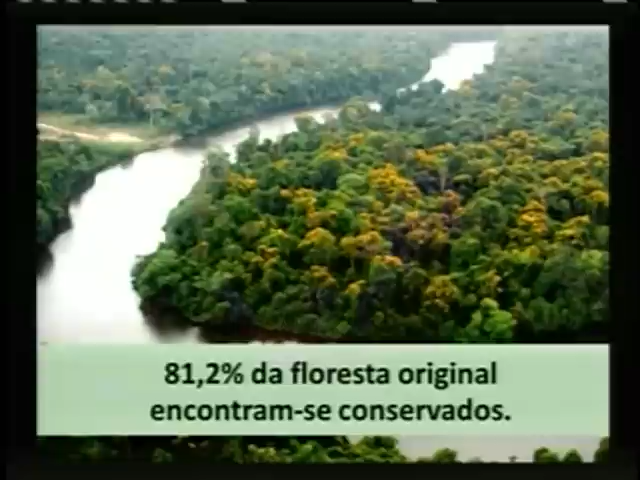 81,2% da floresta original
encontram-se conservados.